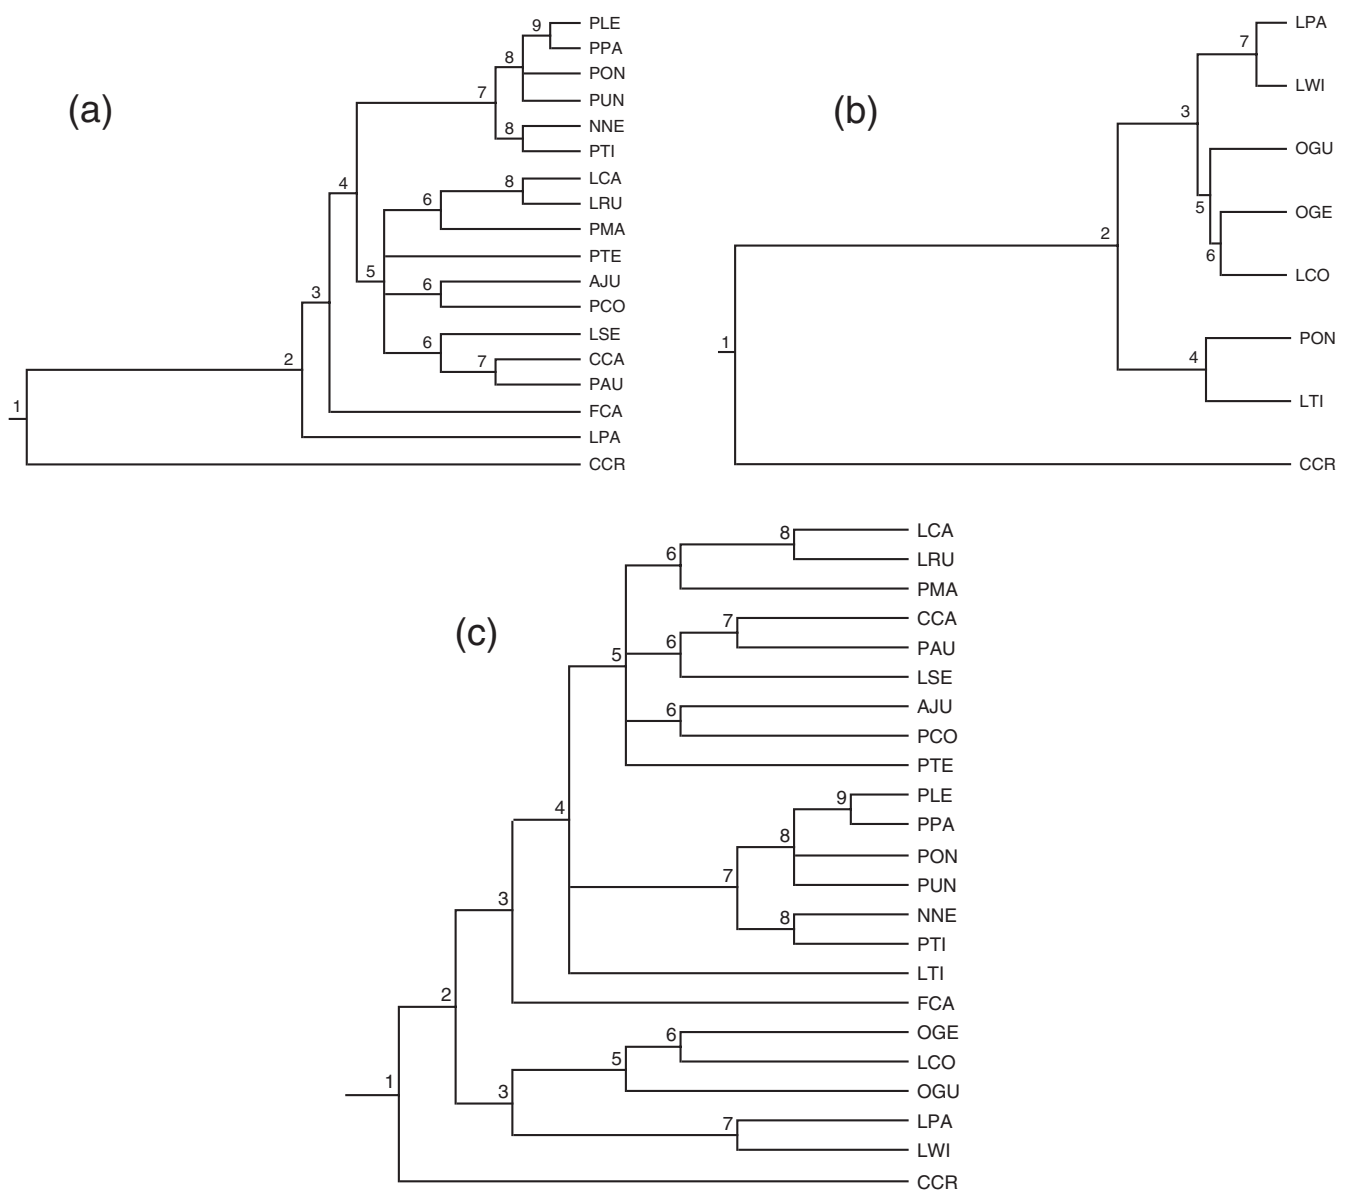 (a)
9
PLE
PPA
8
PON
7
PUN
8
NNE
PTI
4
8
LCA
6
LRU
PMA
PTE
5
6
AJU
PCO
3
6
LSE
7
CCA
PAU
2
FCA
1
LPA
CCR
(b)
LPA
7
LWI
3
OGU
5
OGE
2
6
LCO
PON
1
4
LTI
CCR
(c)
8
LCA
6
LRU
PMA
7
CCA
6
PAU
5
LSE
6
AJU
PCO
PTE
9
PLE
4
PPA
8
PON
7
PUN
3
8
NNE
PTI
LTI
2
FCA
6
OGE
5
LCO
1
3
OGU
7
LPA
LWI
CCR